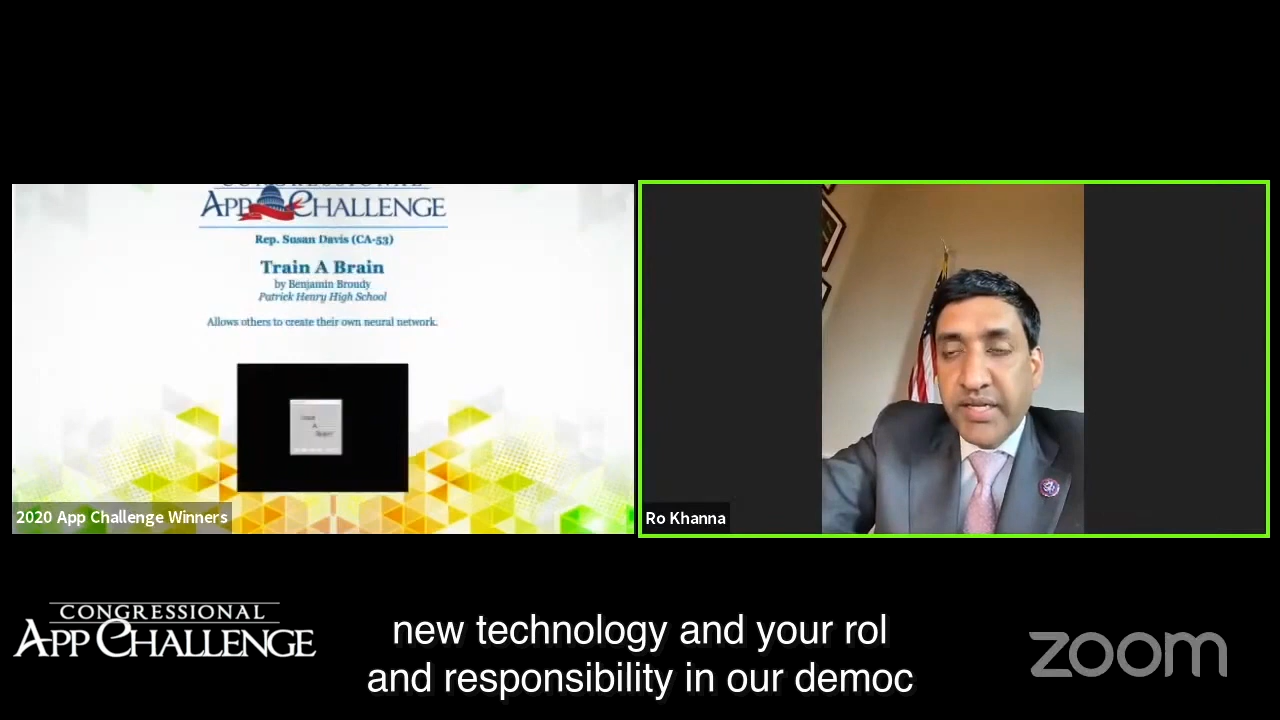 CONGRESSIONAL
APP CHALLENGE
Rep. Susan Davis (CA-53)
Train A Brain
by Benjamin Broudy
Patrick Henry High School
Allows others to create their own neural network.
2020 App Challenge Winners
Ro Khanna
CONGRESSIONAL
APP CHALLENGE
new technology and your rol
and responsibility in our democ
zoom